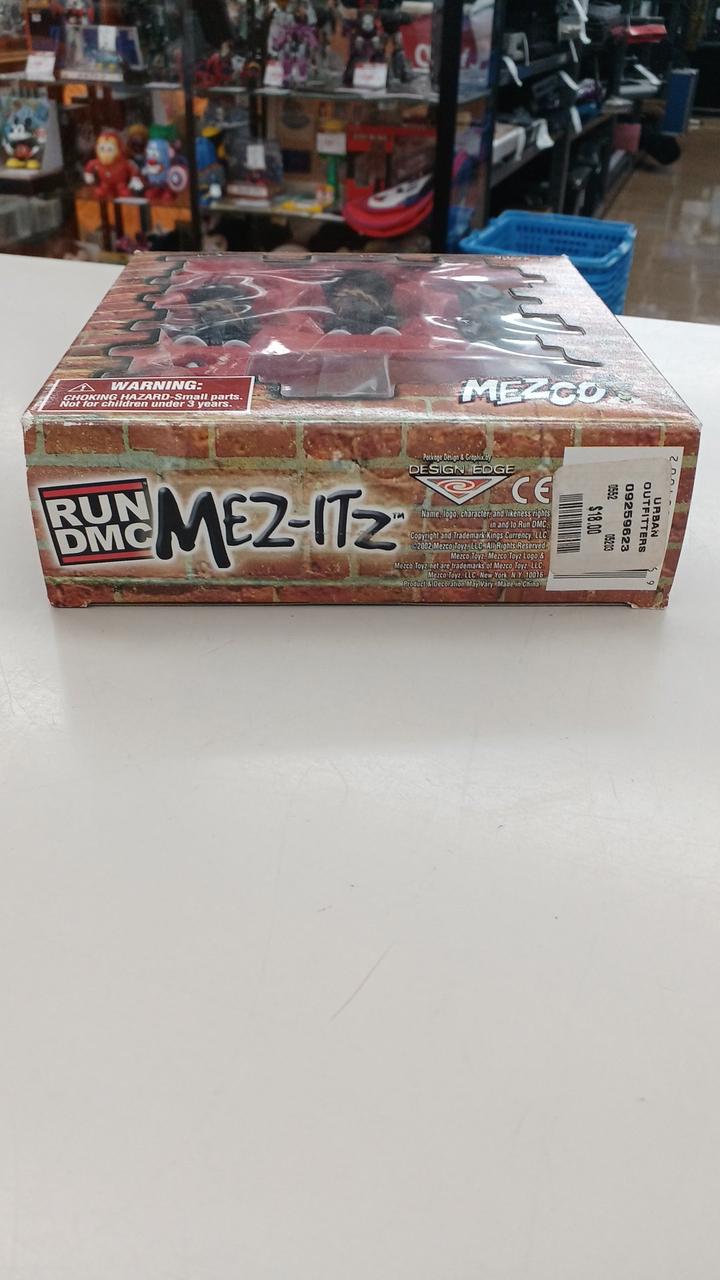 WARNING:
CHOKING HAZARD-Small parts.
Not for children under 3 years.
MEZCO
RUN
DMC
MEZ-ITZ™
Package Design & Graphix by
DESIGN EDGE
CE
Name, logo, character, and likeness rights
in and to Run DMC,
Copyright and Trademark Kings Currency, LLC.
©2002 Mezco Toyz, LLC. All Rights Reserved.
Mezco Toyz, Mezco Toyz Logo &
Mezco Toyz.net are trademarks of Mezco Toyz, LLC.
Mezco Toyz, LLC. New York, N.Y. 10016
Product & Decoration May Vary. Made in China.
URBAN
OUTFITTERS
09259623
0552
$18.00